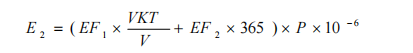 E₂ = ( EF₁ × VKT / V + EF₂ × 365 ) × P × 10⁻⁶